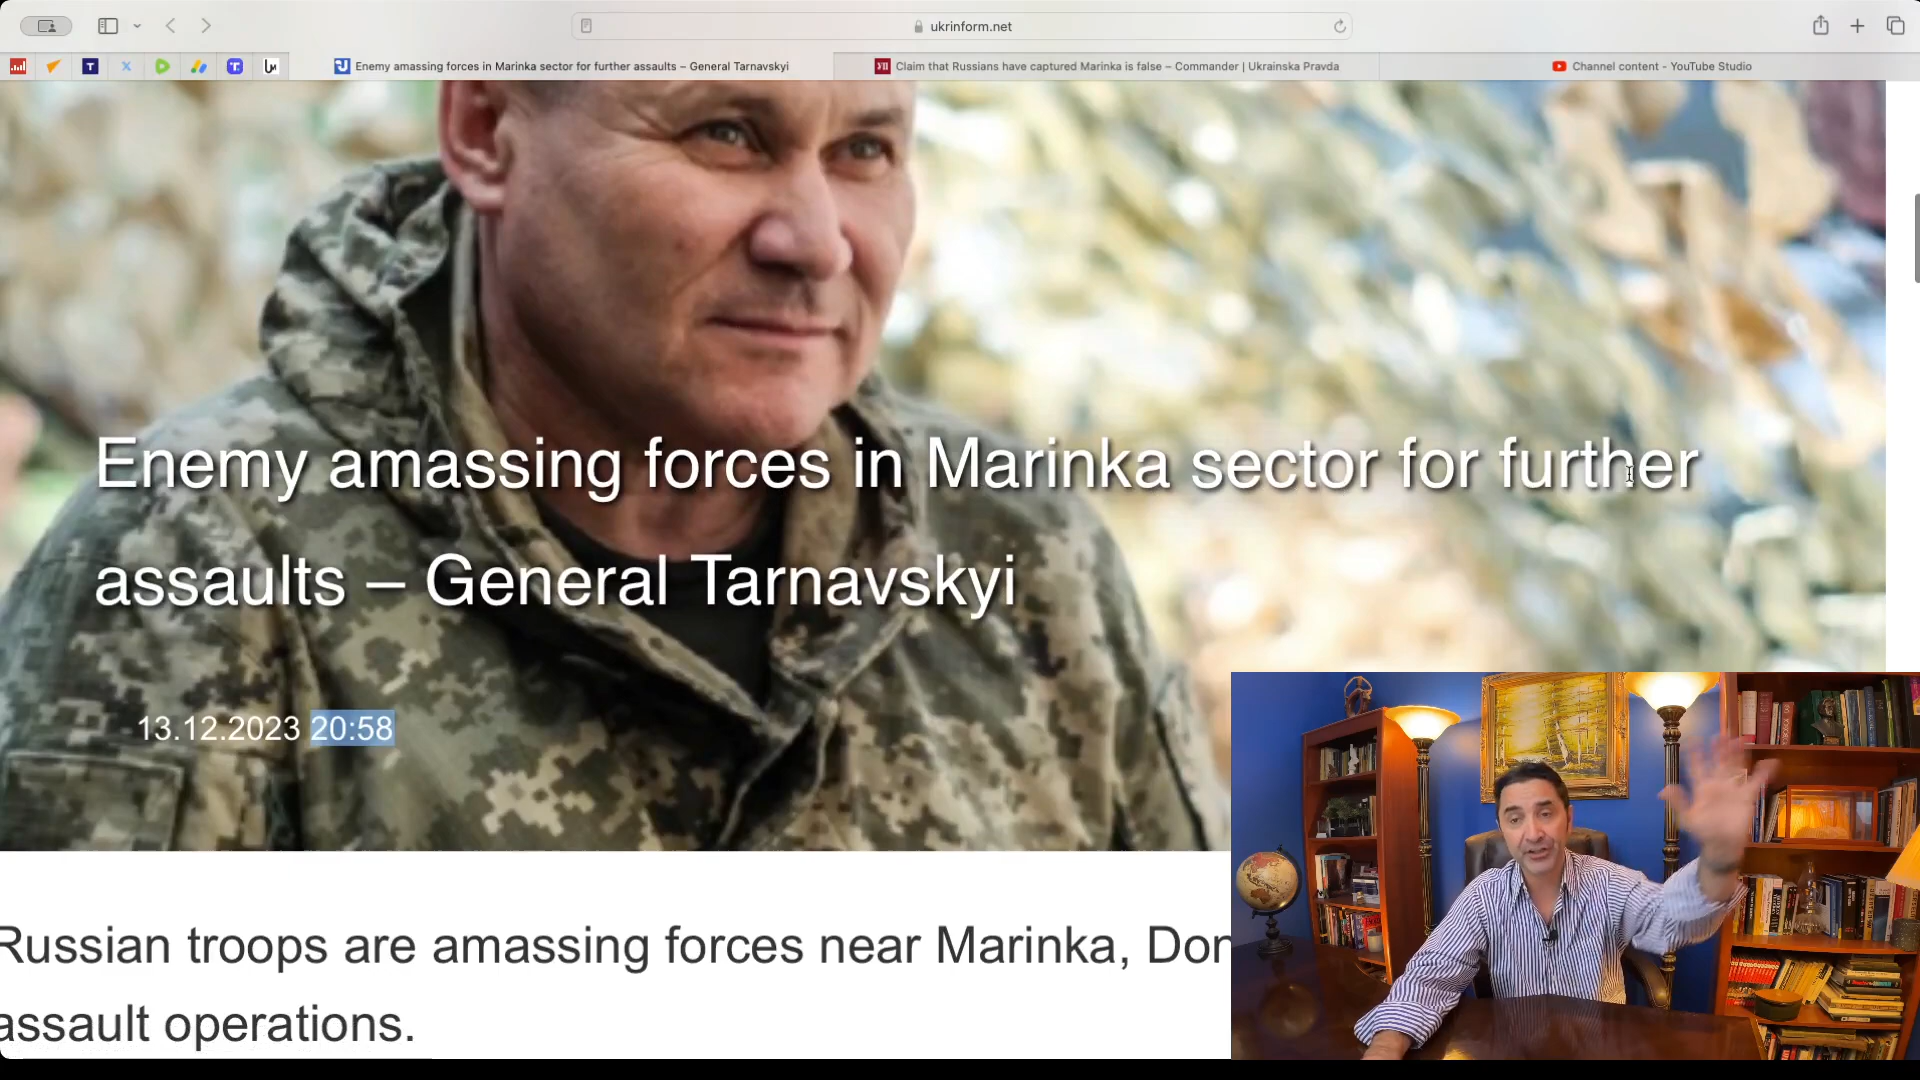 ukrinform.net
Enemy amassing forces in Marinka sector for further assaults – General Tarnavskyi
Claim that Russians have captured Marinka is false – Commander | Ukrainska Pravda
Channel content - YouTube Studio
Enemy amassing forces in Marinka sector for further
assaults – General Tarnavskyi
13.12.2023 20:58
Russian troops are amassing forces near Marinka, Don
assault operations.